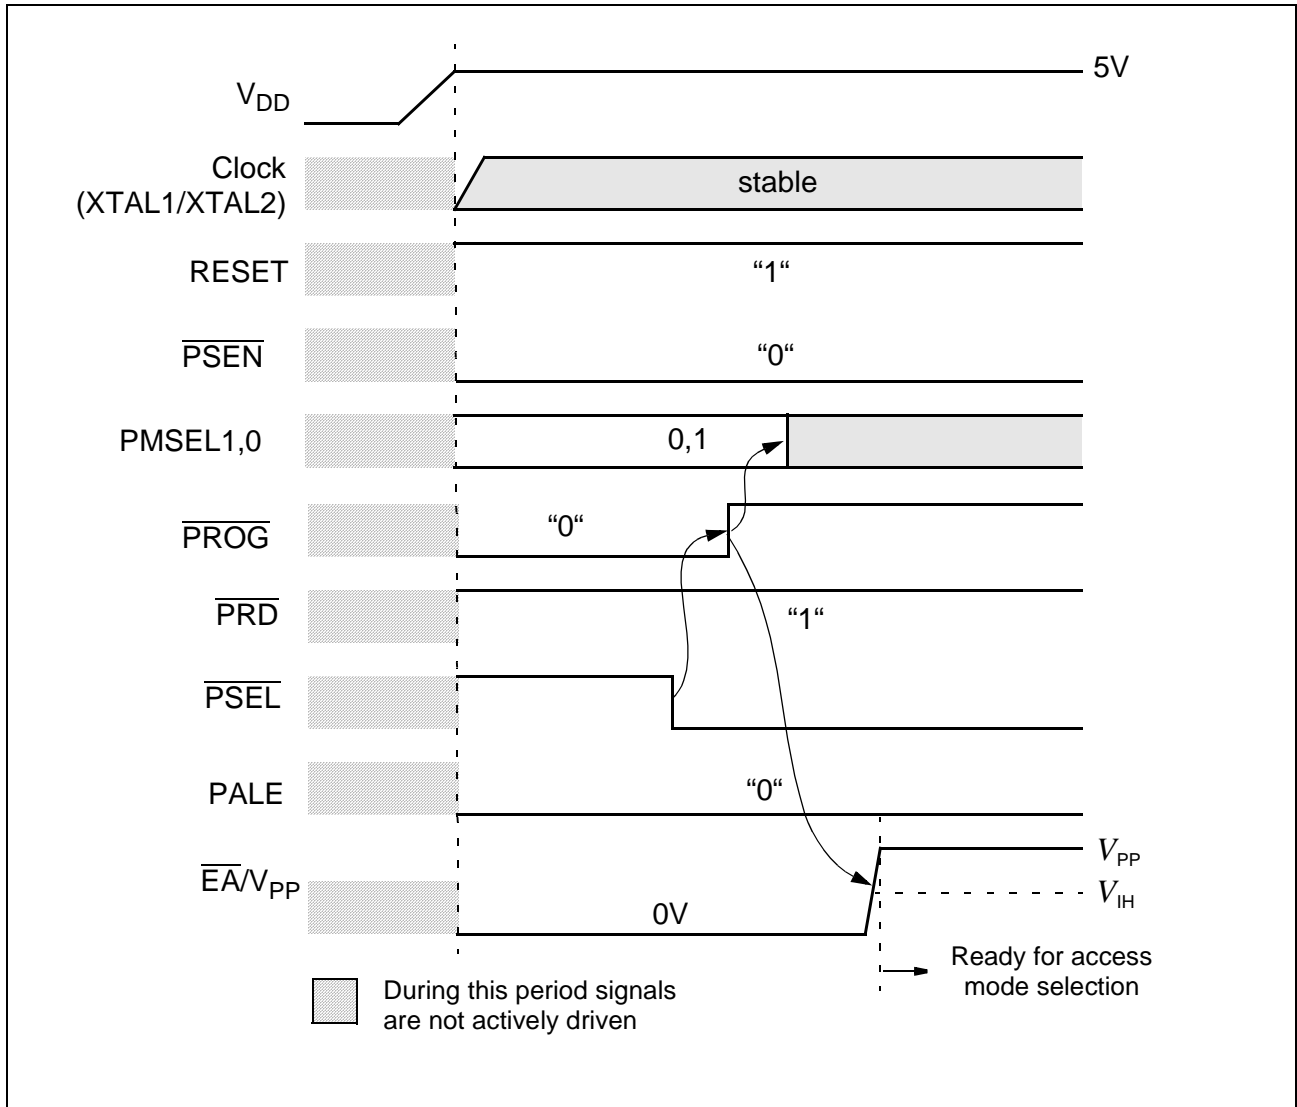 5V
VDD
Clock
(XTAL1/XTAL2)
stable
RESET
“1“
PSEN
“0“
PMSEL1,0
0,1
PROG
“0“
PRD
“1“
PSEL
PALE
“0“
EA/VPP
0V
VPP
VIH
Ready for access
mode selection
During this period signals
are not actively driven